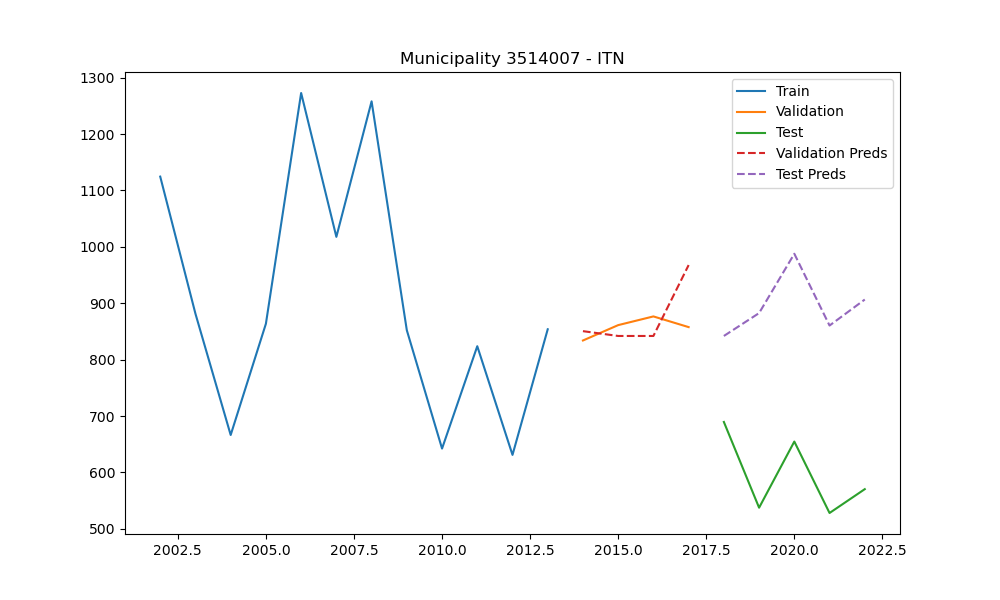 Municipality 3514007 - ITN
Train
Validation
Test
Validation Preds
Test Preds
1300
1200
1100
1000
900
800
700
600
500
2002.5 2005.0 2007.5 2010.0 2012.5 2015.0 2017.5 2020.0 2022.5